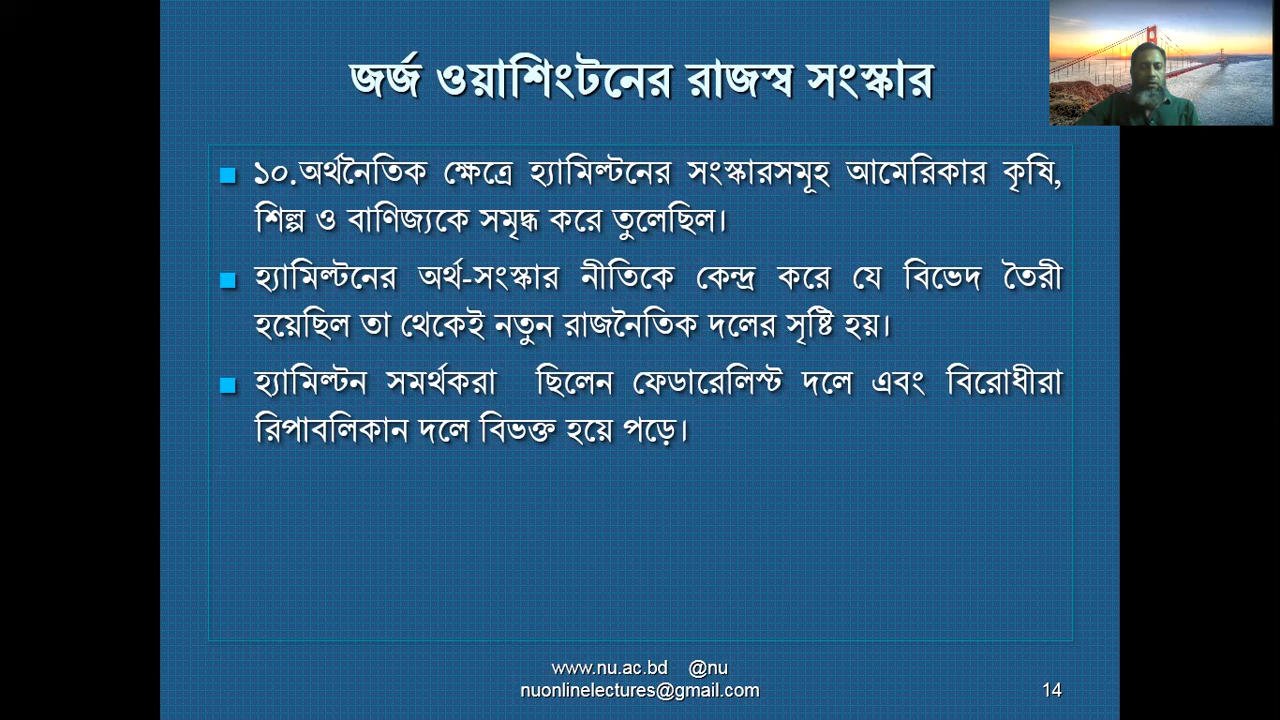 জর্জ ওয়াশিংটনের রাজস্ব সংস্কার
১০.অর্থনৈতিক ক্ষেত্রে হ্যামিল্টনের সংস্কারসমূহ আমেরিকার কৃষি,
শিল্প ও বাণিজ্যকে সমৃদ্ধ করে তুলেছিল।
হ্যামিল্টনের অর্থ-সংস্কার নীতিকে কেন্দ্র করে যে বিভেদ তৈরী
হয়েছিল তা থেকেই নতুন রাজনৈতিক দলের সৃষ্টি হয়।
হ্যামিল্টন সমর্থকরা ছিলেন ফেডারেলিস্ট দলে এবং বিরোধীরা
রিপাবলিকান দলে বিভক্ত হয়ে পড়ে।
www.nu.ac.bd @nu
nuonlinelectures@gmail.com
14